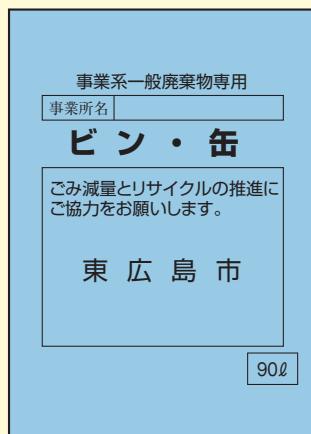 事業系一般廃棄物専用
事業所名
ビン・缶
ごみ減量とリサイクルの推進に
ご協力をお願いします。
東広島市
90ℓ